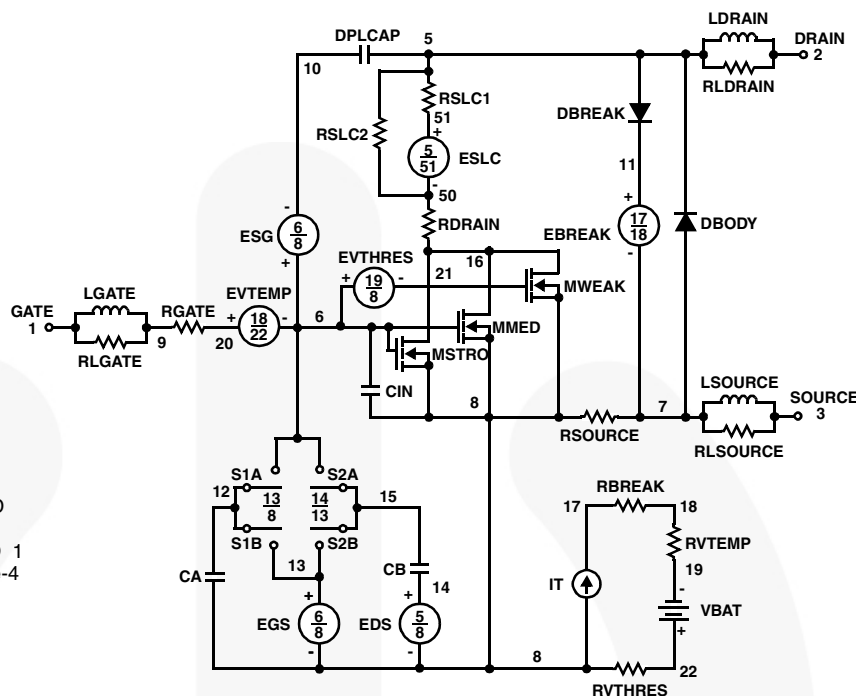 LDRAIN
DPLCAP 5 DRAIN
10 2
RLDRAIN
RSLC1
DBREAK
51
RSLC2
+
5
51
ESLC
11
-
50
-
+
17
18
DBODY
RDRAIN
6
8
ESG
EBREAK
EVTHRES
16
-
+
21
+
19
8
-
MWEAK
LGATE
EVTEMP
GATE
RGATE
+
18
22
-
6
MMED
1
9
20
MSTRO
RLGATE
LSOURCE
CIN
8
7
SOURCE
3
RSOURCE
RLSOURCE
S1A
S2A
12
13
8
14
13
15
RBREAK
17
18
S1B
S2B
RVTEMP
13
CB
19
CA
14
IT
-
+
+
VBAT
EGS
6
8
EDS
5
8
+
-
-
8
22
RVTHRES
1
-4